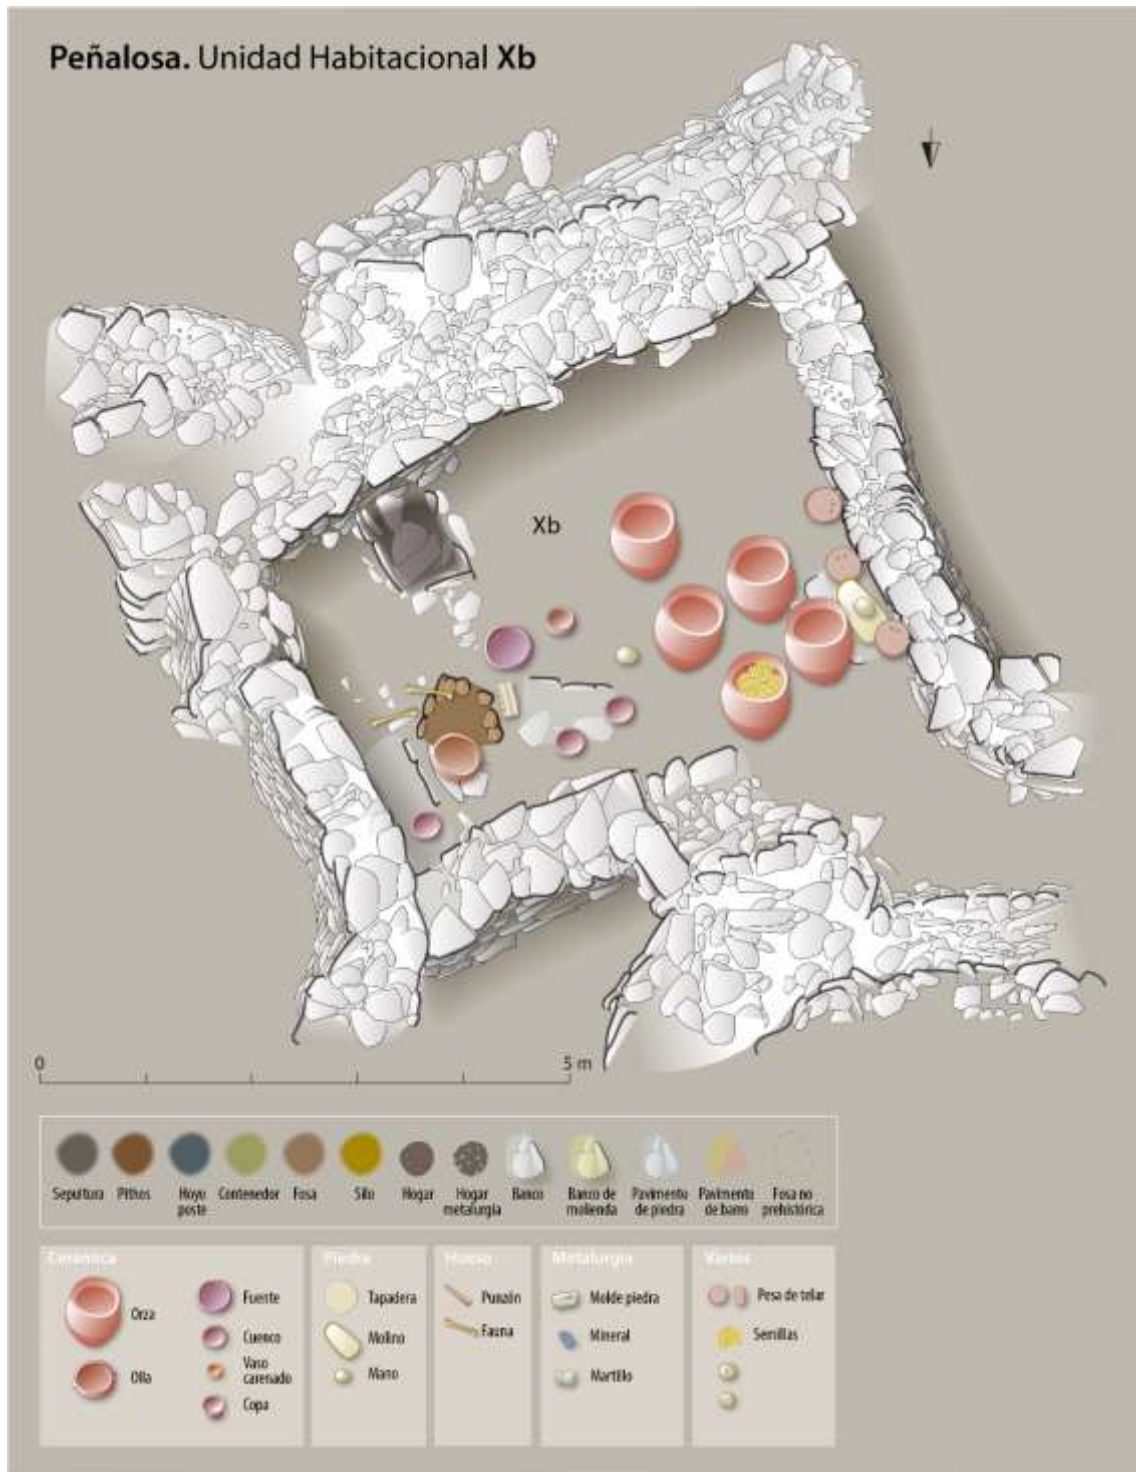 Peñalosa. Unidad Habitacional Xb
Xb
0 5 m
Sepultura Pithos Hoyo poste Contenedor Fosa Silo Hogar Hogar metalurgia Banco Banco de molienda Pavimento de piedra Pavimento de barro Fosa no prehistórica
Cerámica
Orza
Olla
Fuente
Cuenco
Vaso
carenado
Copa
Piedra
Tapadera
Molino
Mano
Hueso
Punzón
Fauna
Metalurgia
Molde piedra
Mineral
Martillo
Varios
Pesa de telar
Semillas